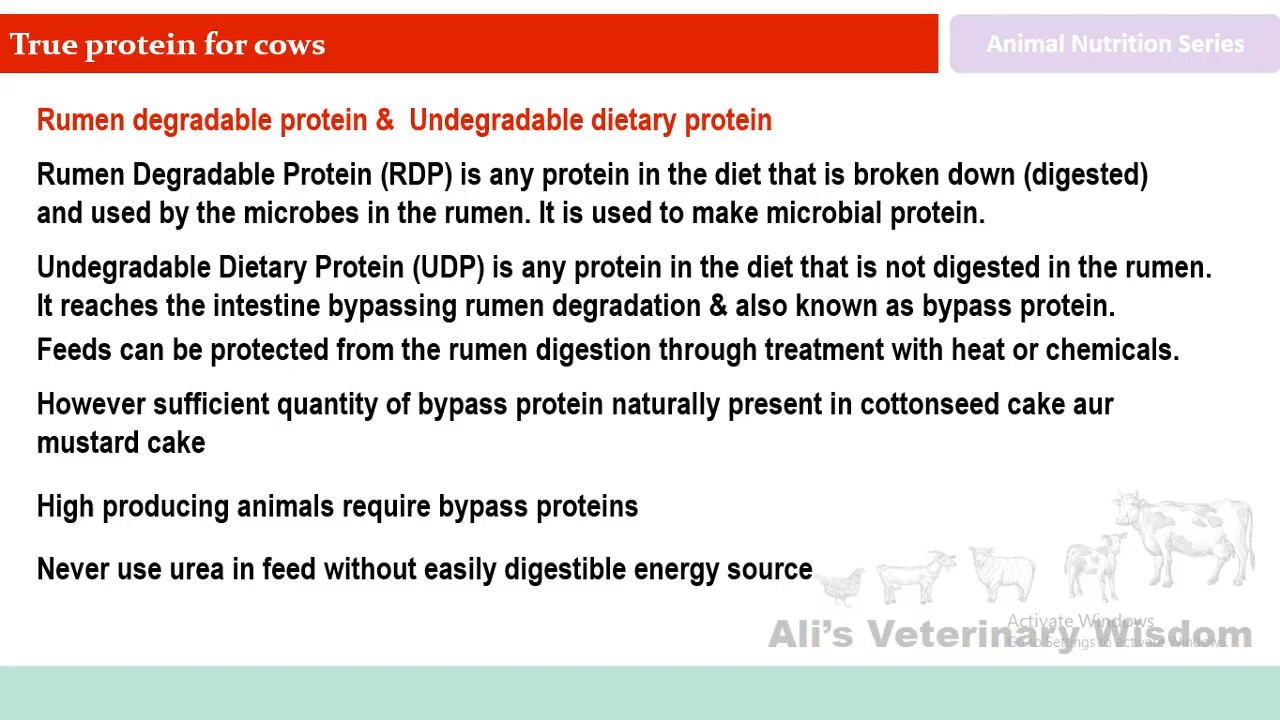 True protein for cows
Animal Nutrition Series
Rumen degradable protein & Undegradable dietary protein
Rumen Degradable Protein (RDP) is any protein in the diet that is broken down (digested)
and used by the microbes in the rumen. It is used to make microbial protein.
Undegradable Dietary Protein (UDP) is any protein in the diet that is not digested in the rumen.
It reaches the intestine bypassing rumen degradation & also known as bypass protein.
Feeds can be protected from the rumen digestion through treatment with heat or chemicals.
However sufficient quantity of bypass protein naturally present in cottonseed cake aur
mustard cake
High producing animals require bypass proteins
Never use urea in feed without easily digestible energy source
Activate Windows
Ali's Veterinary Wisdom
Go to Settings to activate Windows.